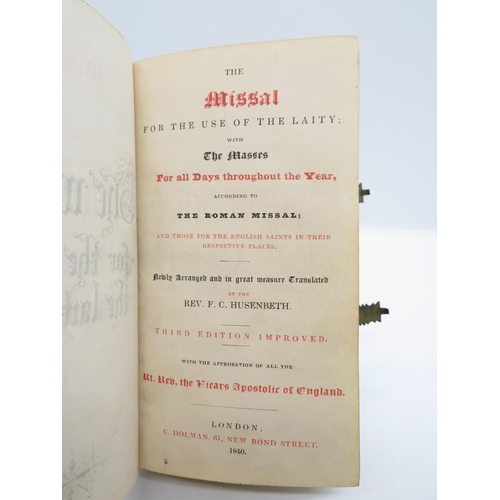 THE
Missal
FOR THE USE OF THE LAITY;
WITH
The Masses
For all Days throughout the Year,
ACCORDING TO
THE ROMAN MISSAL;
AND THOSE FOR THE ENGLISH SAINTS IN THEIR
RESPECTIVE PLACES.
Newly Arranged and in great measure Translated
BY THE
REV. F. C. HUSENBETH.
THIRD EDITION IMPROVED.
WITH THE APPROBATION OF ALL THE
Rt. Rev. the Vicars Apostolic of England.
LONDON:
C. DOLMAN, 61, NEW BOND STREET.
1840.